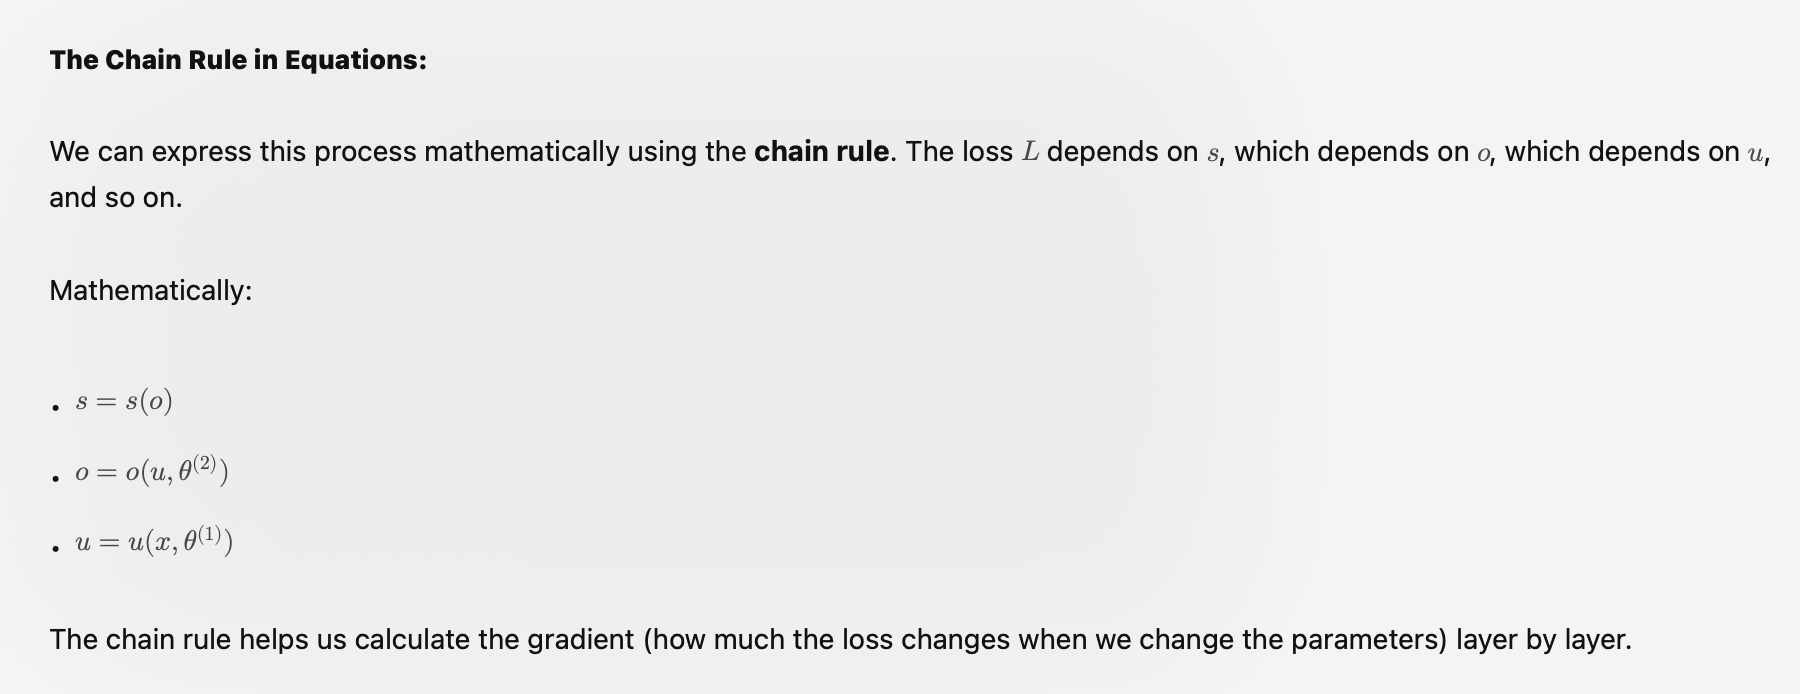 The Chain Rule in Equations:
We can express this process mathematically using the chain rule. The loss L depends on s, which depends on o, which depends on u,
and so on.
Mathematically:
• s = s(o)
• o = o(u, θ⁽²⁾)
• u = u(x, θ⁽¹⁾)
The chain rule helps us calculate the gradient (how much the loss changes when we change the parameters) layer by layer.